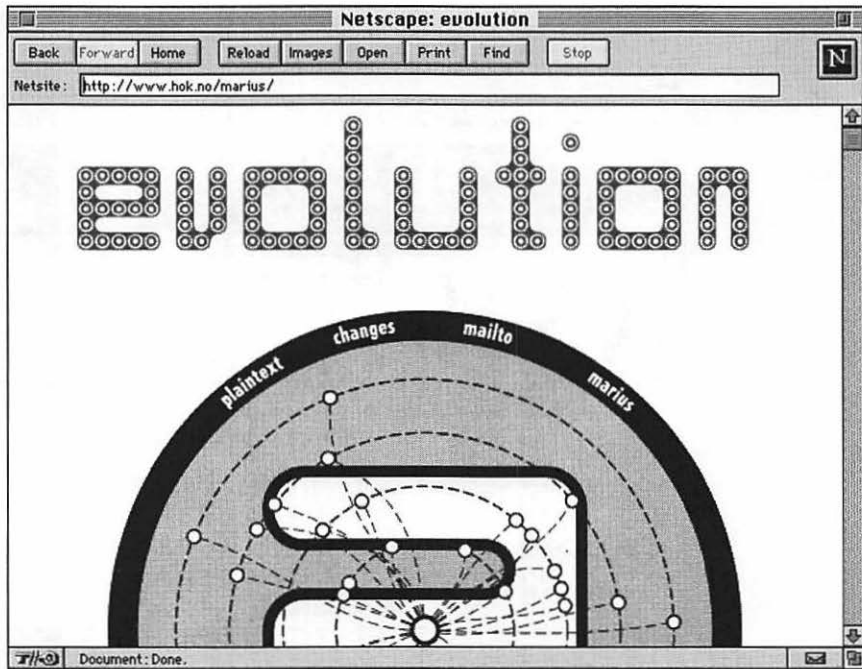 Netscape: evolution
Back Forward Home Reload Images Open Print Find Stop
N
Netsite: http://www.hok.no/marius/
evolution
plaintext changes mailto marius
Document: Done.